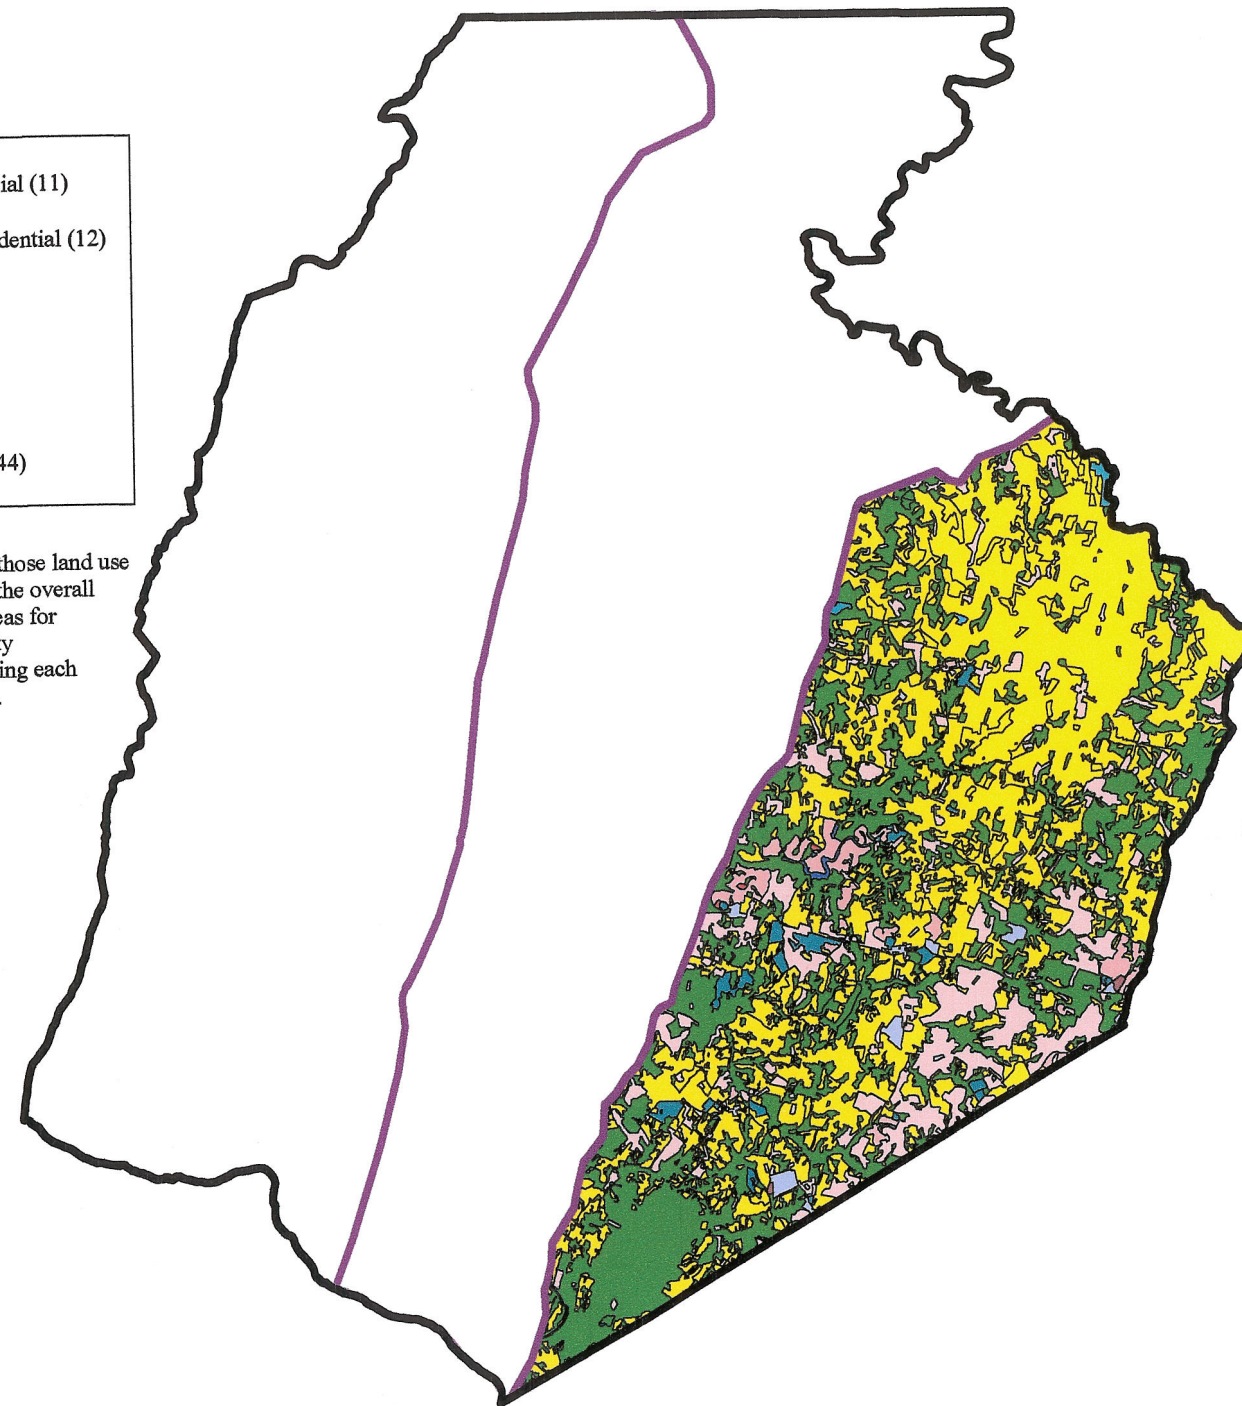 ial (11)
dential (12)
44)
those land use
the overall
eas for
ty
ing each
.